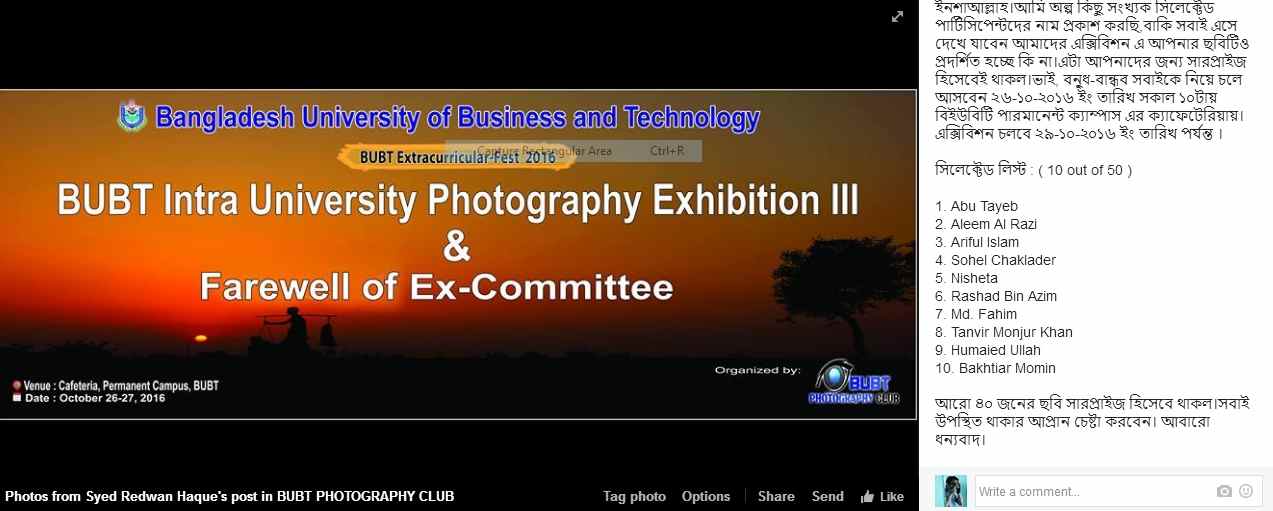 Bangladesh University of Business and Technology
BUBT Extracurricular-Fest 2016
Capture Rectangular Area Ctrl+R
BUBT Intra University Photography Exhibition III
&
Farewell of Ex-Committee
Venue : Cafeteria, Permanent Campus, BUBT
Date : October 26-27, 2016
Organized by:
BUBT
PHOTOGRAPHY CLUB
Photos from Syed Redwan Haque's post in BUBT PHOTOGRAPHY CLUB
Tag photo Options Share Send Like
ইনশাআল্লাহ।আমি অল্প কিছু সংখ্যক সিলেক্টেড
পার্টিসিপেন্টদের নাম প্রকাশ করছি,বাকি সবাই এসে
দেখে যাবেন আমাদের এক্সিবিশন এ আপনার ছবিটিও
প্রদর্শিত হচ্ছে কি না।এটা আপনাদের জন্য সারপ্রাইজ
হিসেবেই থাকল।ভাই, বন্ধু-বান্ধব সবাইকে নিয়ে চলে
আসবেন ২৬-১০-২০১৬ ইং তারিখ সকাল ১০টায়
বিইউবিটি পারমানেন্ট ক্যাম্পাস এর ক্যাফেটেরিয়ায়।
এক্সিবিশন চলবে ২৯-১০-২০১৬ ইং তারিখ পর্যন্ত ।
সিলেক্টেড লিস্ট : ( 10 out of 50 )
1. Abu Tayeb
2. Aleem Al Razi
3. Ariful Islam
4. Sohel Chaklader
5. Nisheta
6. Rashad Bin Azim
7. Md. Fahim
8. Tanvir Monjur Khan
9. Humaied Ullah
10. Bakhtiar Momin
আরো ৪০ জনের ছবি সারপ্রাইজ হিসেবে থাকল।সবাই
উপস্থিত থাকার আপ্রান চেষ্টা করবেন। আবারো
ধন্যবাদ।
Write a comment...